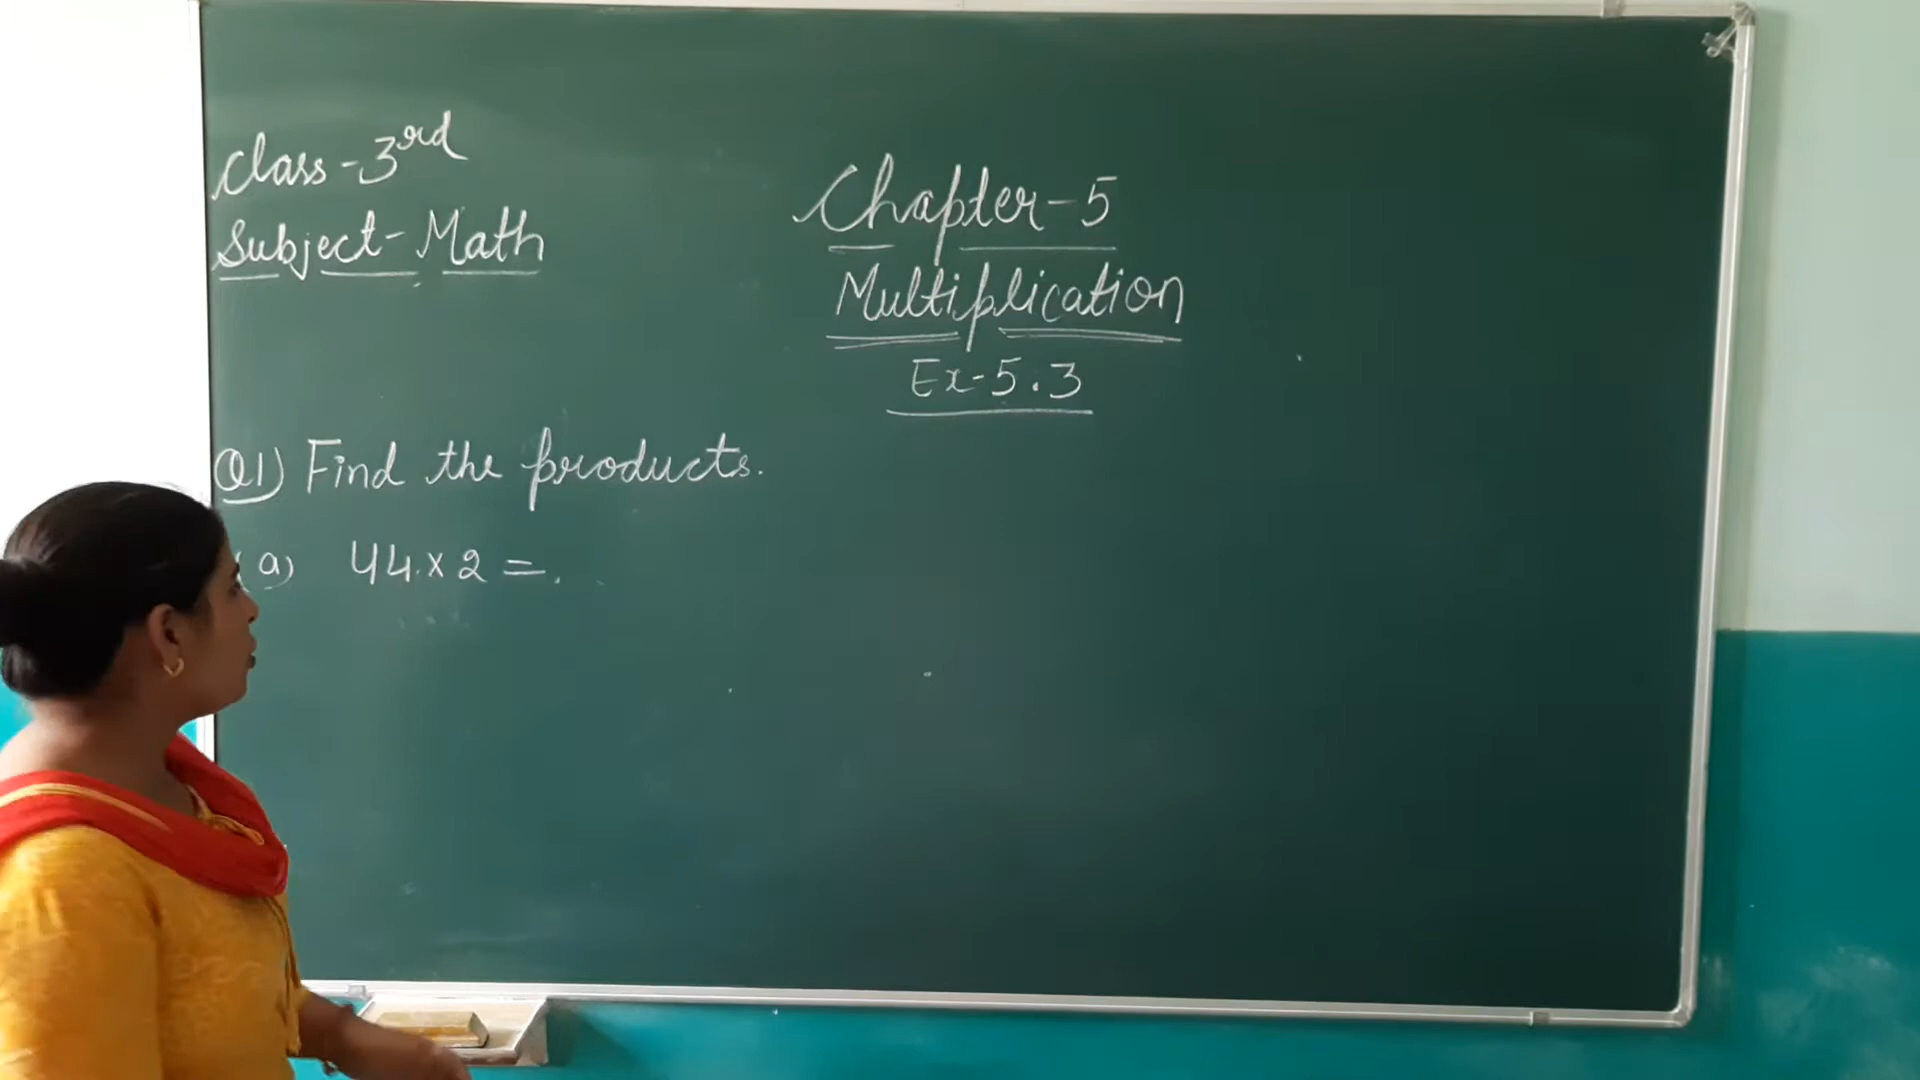 Class-3rd
Subject-Math
Chapter-5
Multiplication
Ex-5.3
Q1) Find the products.
(a) 44×2=